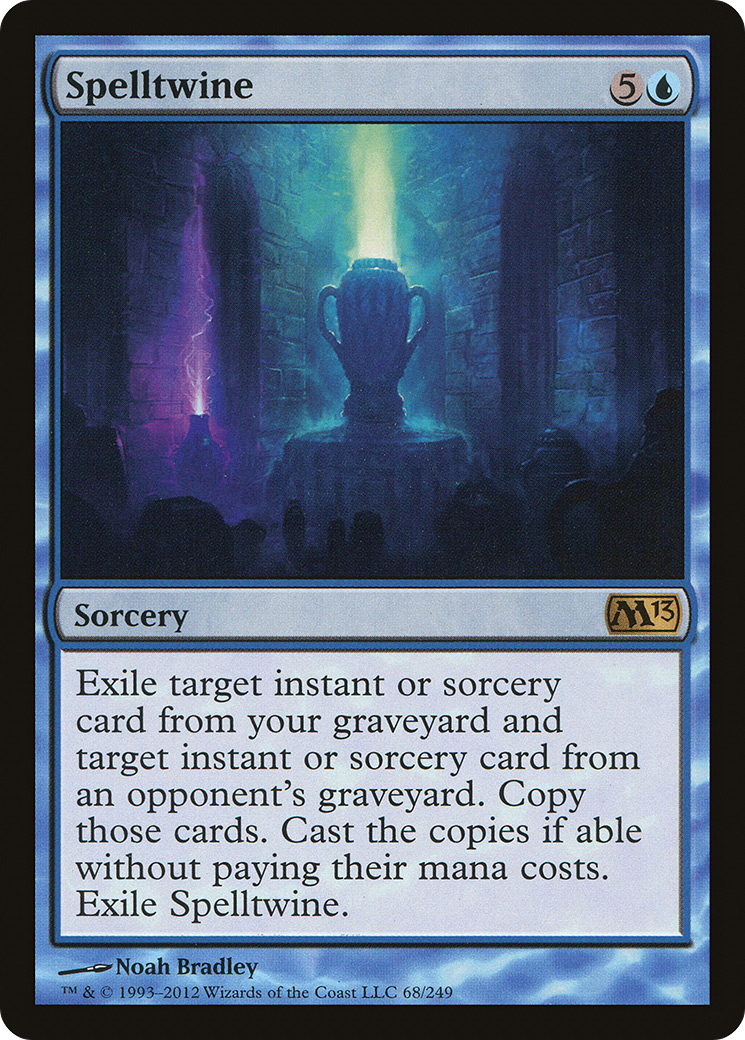 Spelltwine
5
Sorcery
M13
Exile target instant or sorcery
card from your graveyard and
target instant or sorcery card from
an opponent's graveyard. Copy
those cards. Cast the copies if able
without paying their mana costs.
Exile Spelltwine.
Noah Bradley
™ & © 1993–2012 Wizards of the Coast LLC 68/249